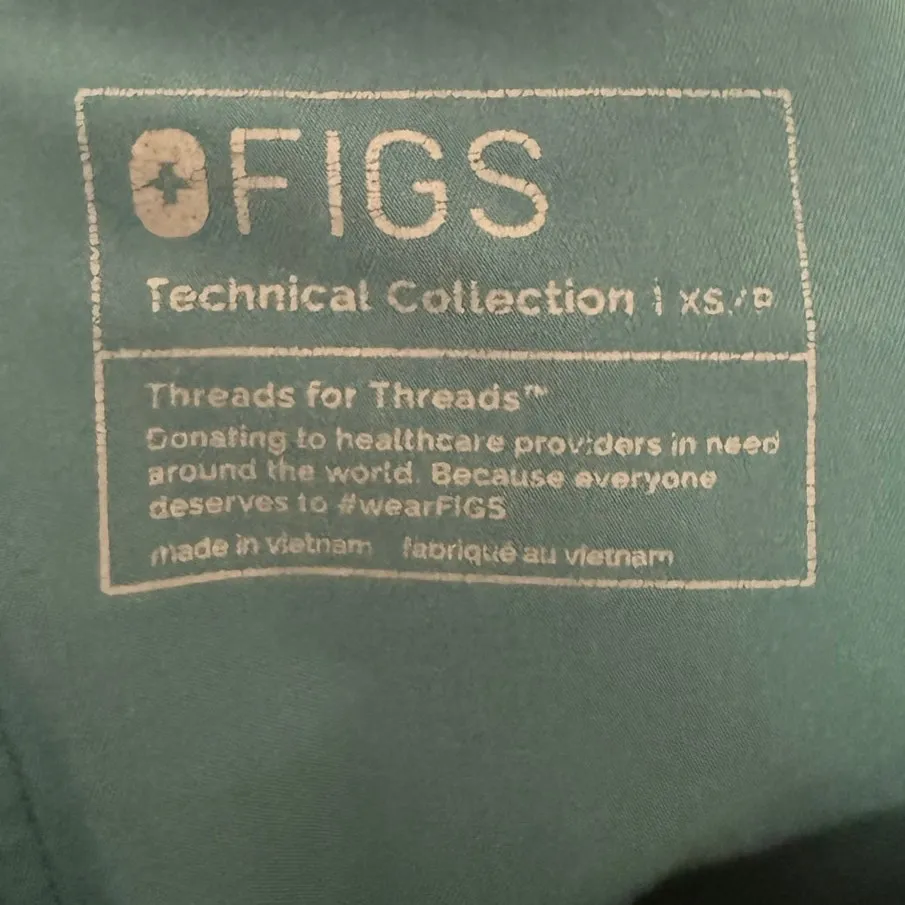 FIGS
Technical Collection | XS/P
Threads for Threads™
Donating to healthcare providers in need
around the world. Because everyone
deserves to #wearFIGS
made in vietnam fabriqué au vietnam